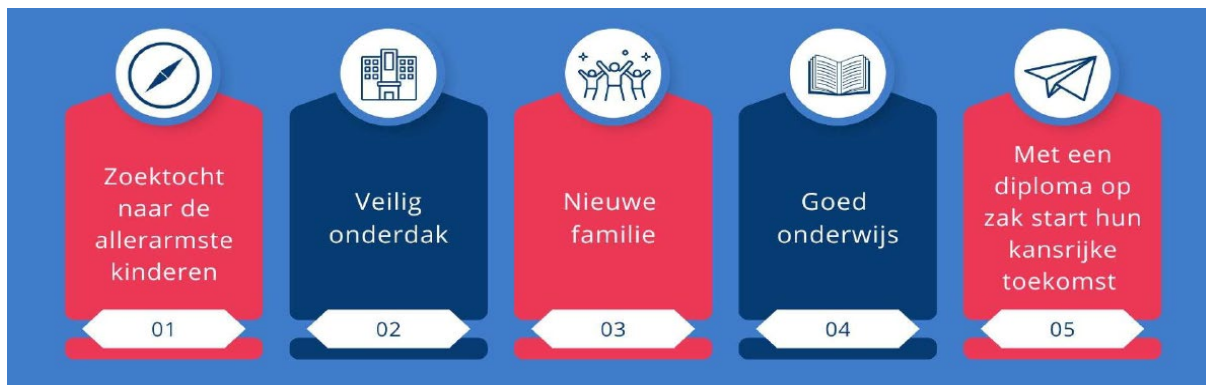 Zoektocht
naar de
allerarmste
kinderen
01
Veilig
onderdak
02
Nieuwe
familie
03
Goed
onderwijs
04
Met een
diploma op
zak start hun
kansrijke
toekomst
05